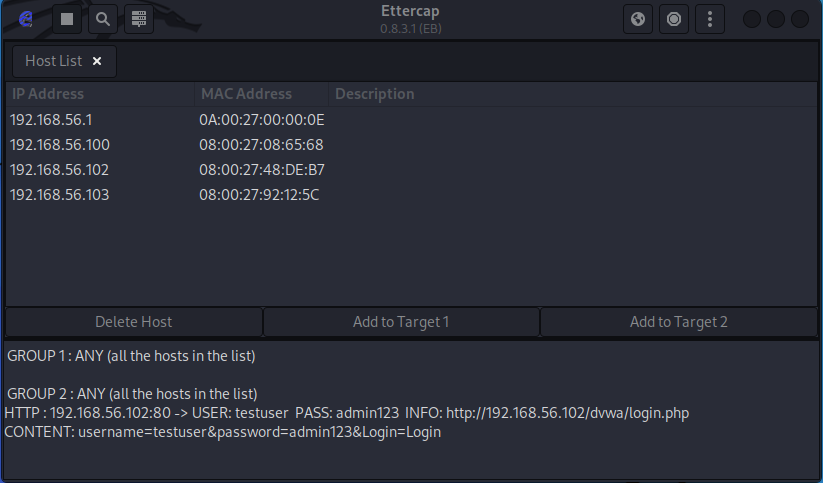 Ettercap
0.8.3.1 (EB)
Host List
IP Address MAC Address Description
192.168.56.1 0A:00:27:00:00:0E
192.168.56.100 08:00:27:08:65:68
192.168.56.102 08:00:27:48:DE:B7
192.168.56.103 08:00:27:92:12:5C
Delete Host Add to Target 1 Add to Target 2
GROUP 1 : ANY (all the hosts in the list)
GROUP 2 : ANY (all the hosts in the list)
HTTP : 192.168.56.102:80 -> USER: testuser PASS: admin123 INFO: http://192.168.56.102/dvwa/login.php
CONTENT: username=testuser&password=admin123&Login=Login